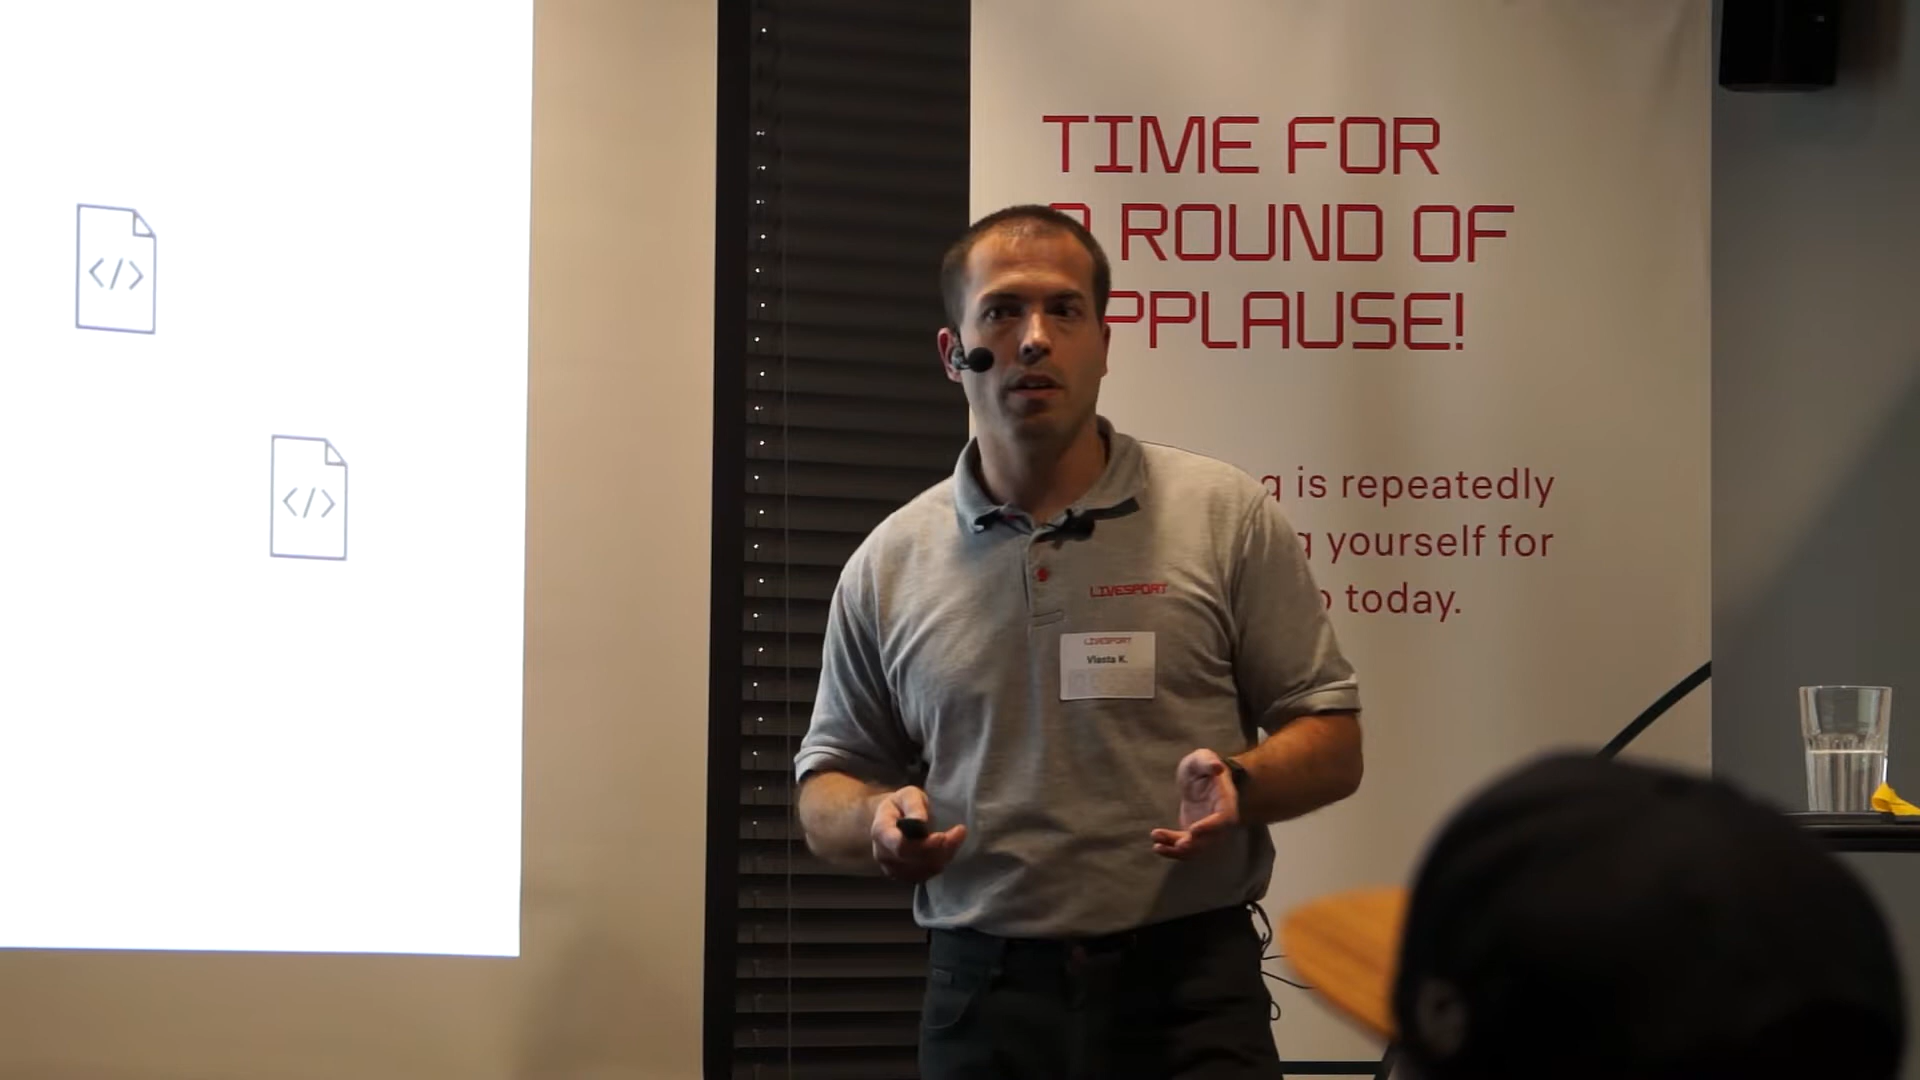 </>
</>
TIME FOR
ROUND OF
PPLAUSE!
g is repeatedly
g yourself for
today.
LIVESPORT
LIVESPORT
Vlasta K.